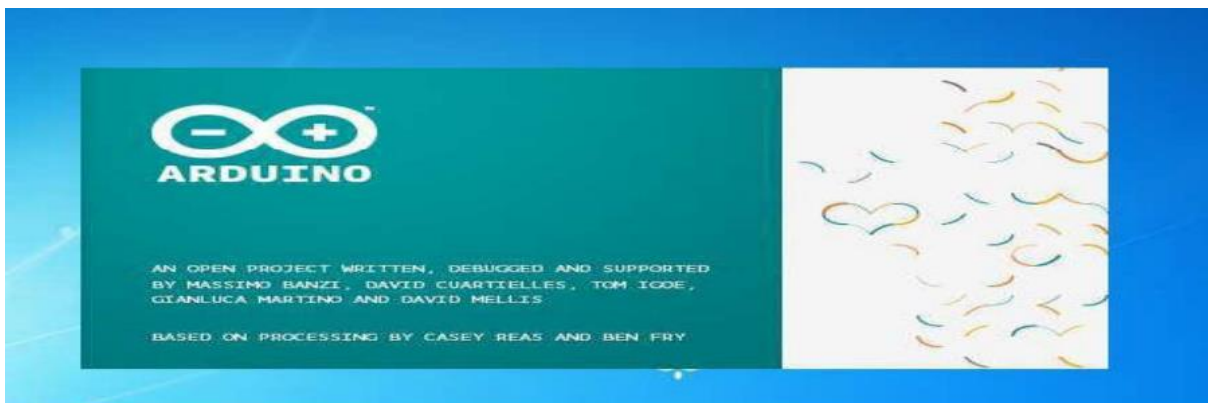 ARDUINO
AN OPEN PROJECT WRITTEN, DEBUGGED AND SUPPORTED
BY MASSIMO BANZI, DAVID CUARTIELLES, TOM IGOE,
GIANLUCA MARTINO AND DAVID MELLIS
BASED ON PROCESSING BY CASEY REAS AND BEN FRY